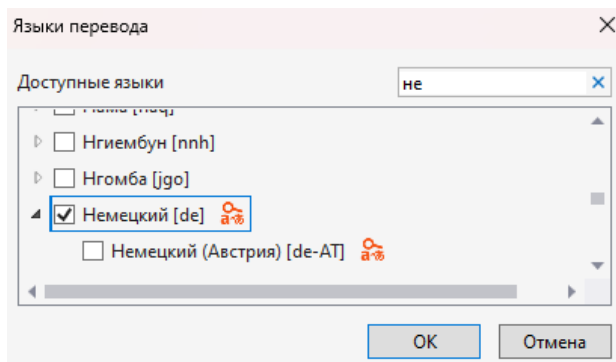 Языки перевода
Доступные языки
не
Нгиембун [nnh]
Нгомба [jgo]
Немецкий [de]
Немецкий (Австрия) [de-AT]
OK
Отмена